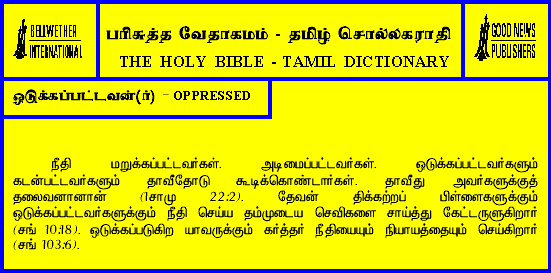 BELLWETHER
INTERNATIONAL
பரிசுத்த வேதாகமம் - தமிழ் சொல்லகராதி
THE HOLY BIBLE - TAMIL DICTIONARY
GOOD NEWS
PUBLISHERS
ஒடுக்கப்பட்டவன்(ர்) - OPPRESSED
நீதி மறுக்கப்பட்டவர்கள். அடிமைப்பட்டவர்கள். ஒடுக்கப்பட்டவர்களும்
கடன்பட்டவர்களும் தாவீதோடு கூடிக்கொண்டார்கள். தாவீது அவர்களுக்குத்
தலைவனானான் (1சாமு 22:2). தேவன் திக்கற்றப் பிள்ளைகளுக்கும்
ஒடுக்கப்பட்டவர்களுக்கும் நீதி செய்ய தம்முடைய செவிகளை சாய்த்து கேட்டருளுகிறார்
(சங் 10:18). ஒடுக்கப்படுகிற யாவருக்கும் கர்த்தர் நீதியையும் நியாயத்தையும் செய்கிறார்
(சங் 103:6).